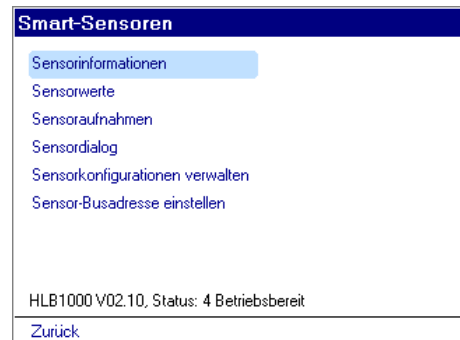 Smart-Sensoren
Sensorinformationen
Sensorwerte
Sensoraufnahmen
Sensordialog
Sensorkonfigurationen verwalten
Sensor-Busadresse einstellen
HLB1000 V02.10, Status: 4 Betriebsbereit
Zurück